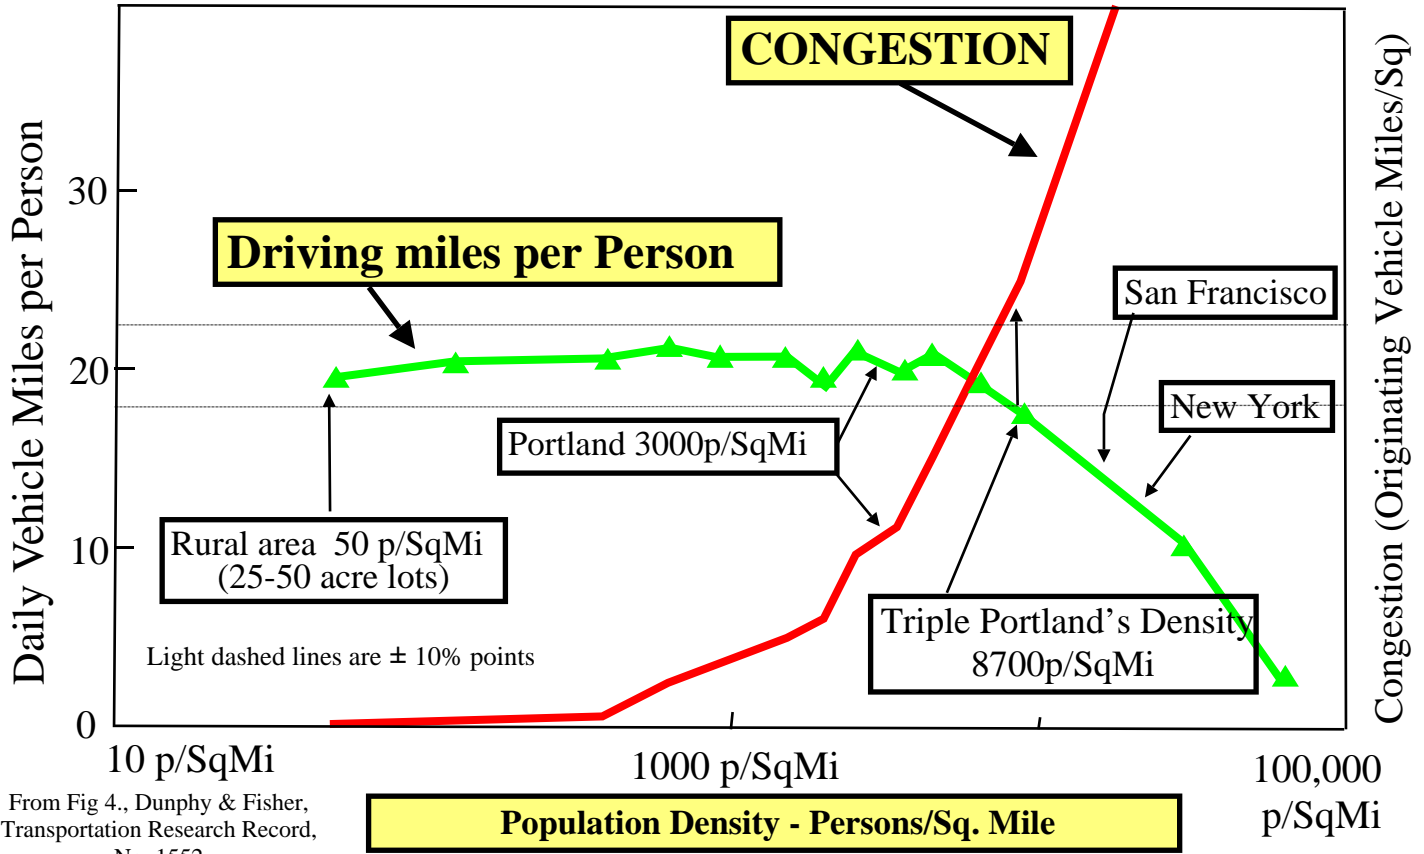 CONGESTION
Driving miles per Person
San Francisco
New York
Portland 3000p/SqMi
Rural area 50 p/SqMi
(25-50 acre lots)
Triple Portland's Density
8700p/SqMi
Light dashed lines are ± 10% points
Daily Vehicle Miles per Person
30
20
10
0
Congestion (Originating Vehicle Miles/Sq)
10 p/SqMi
1000 p/SqMi
100,000
p/SqMi
Population Density - Persons/Sq. Mile
From Fig 4., Dunphy & Fisher,
Transportation Research Record,